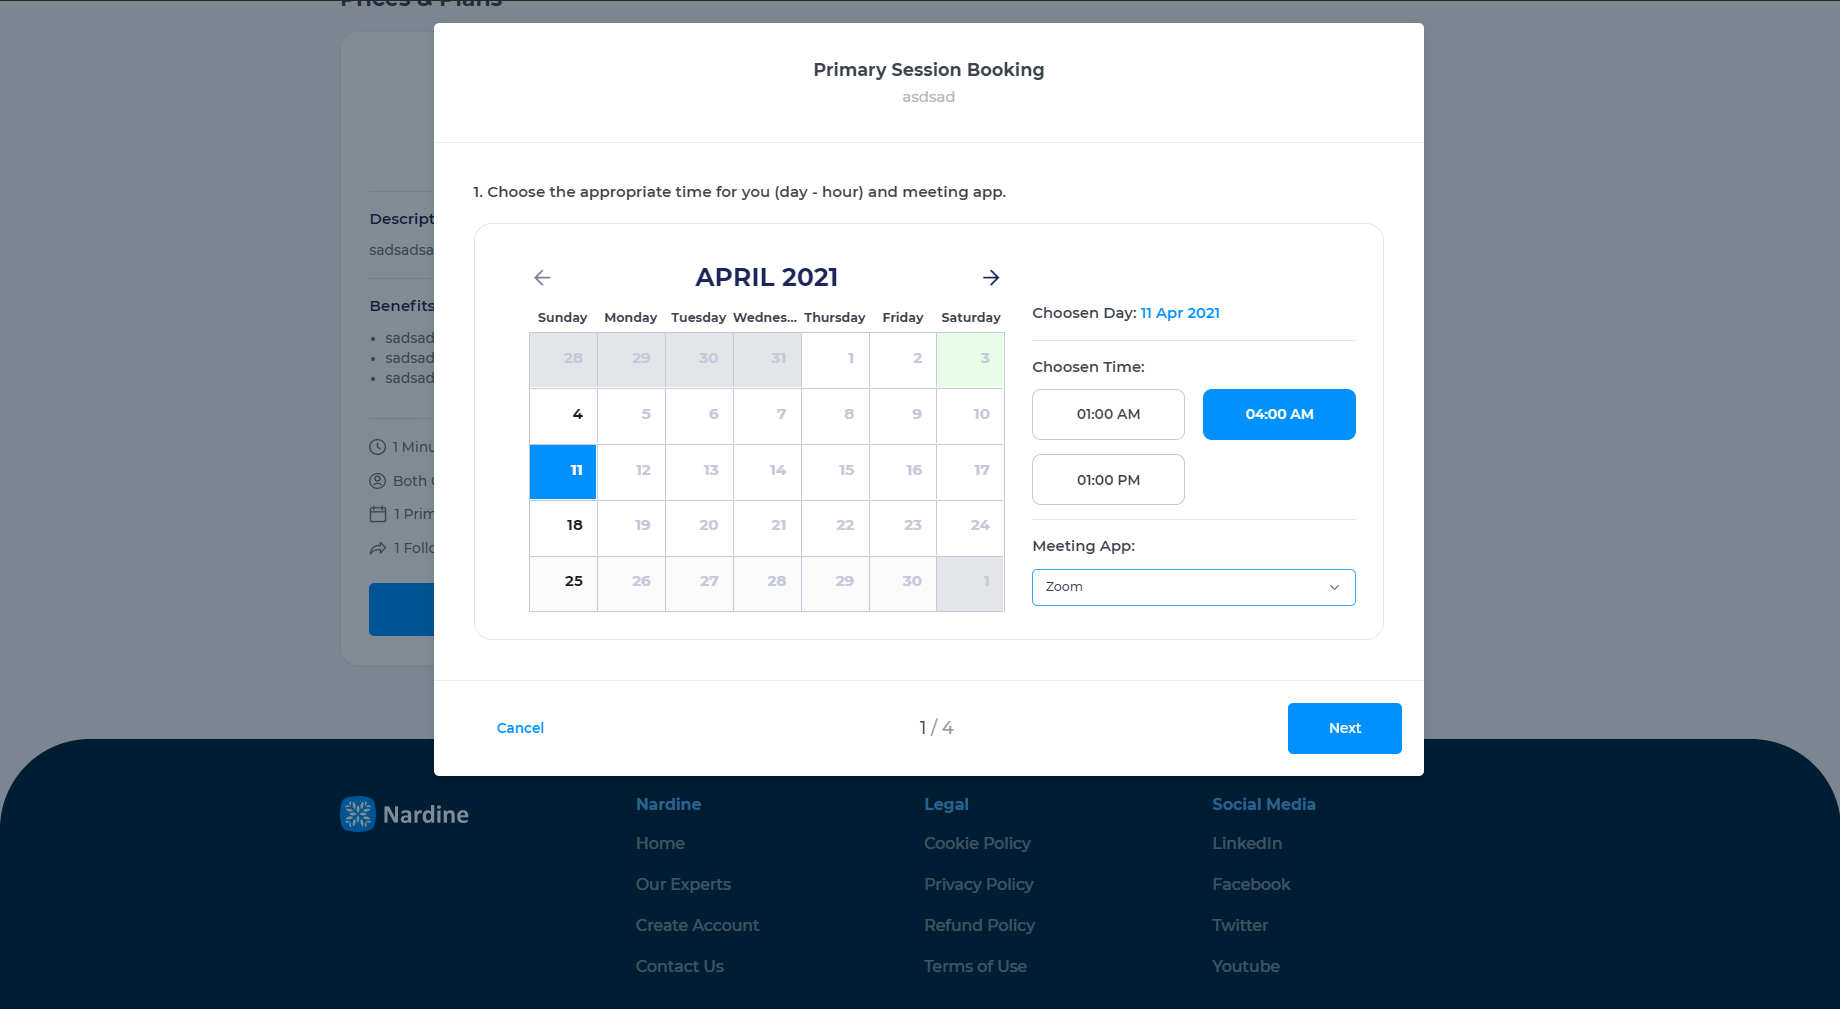 Prices & Plans
Primary Session Booking
asdsad
1. Choose the appropriate time for you (day - hour) and meeting app.
APRIL 2021
Sunday Monday Tuesday Wednes... Thursday Friday Saturday
28 29 30 31 1 2 3
4 5 6 7 8 9 10
11 12 13 14 15 16 17
18 19 20 21 22 23 24
25 26 27 28 29 30 1
Choosen Day: 11 Apr 2021
Choosen Time:
01:00 AM 04:00 AM
01:00 PM
Meeting App:
Zoom
Cancel
1 / 4
Next
Descript
sadsadsa
Benefits
• sadsad
• sadsad
• sadsad
1 Minu
Both
1 Prim
1 Follo
Nardine
Nardine
Home
Our Experts
Create Account
Contact Us
Legal
Cookie Policy
Privacy Policy
Refund Policy
Terms of Use
Social Media
LinkedIn
Facebook
Twitter
Youtube